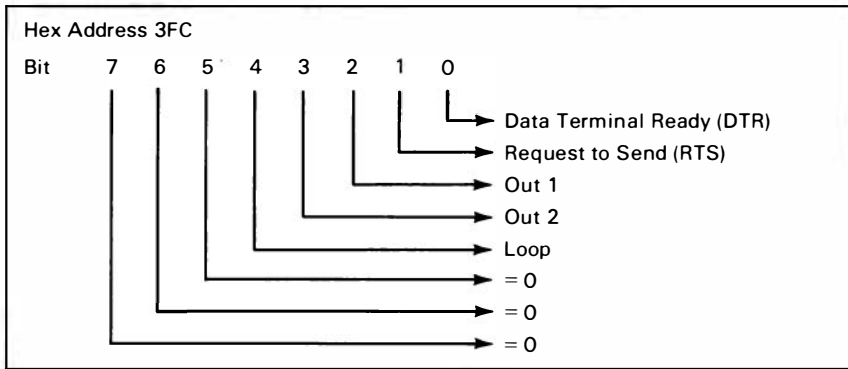 Hex Address 3FC
Bit 7 6 5 4 3 2 1 0
Data Terminal Ready (DTR)
Request to Send (RTS)
Out 1
Out 2
Loop
= 0
= 0
= 0